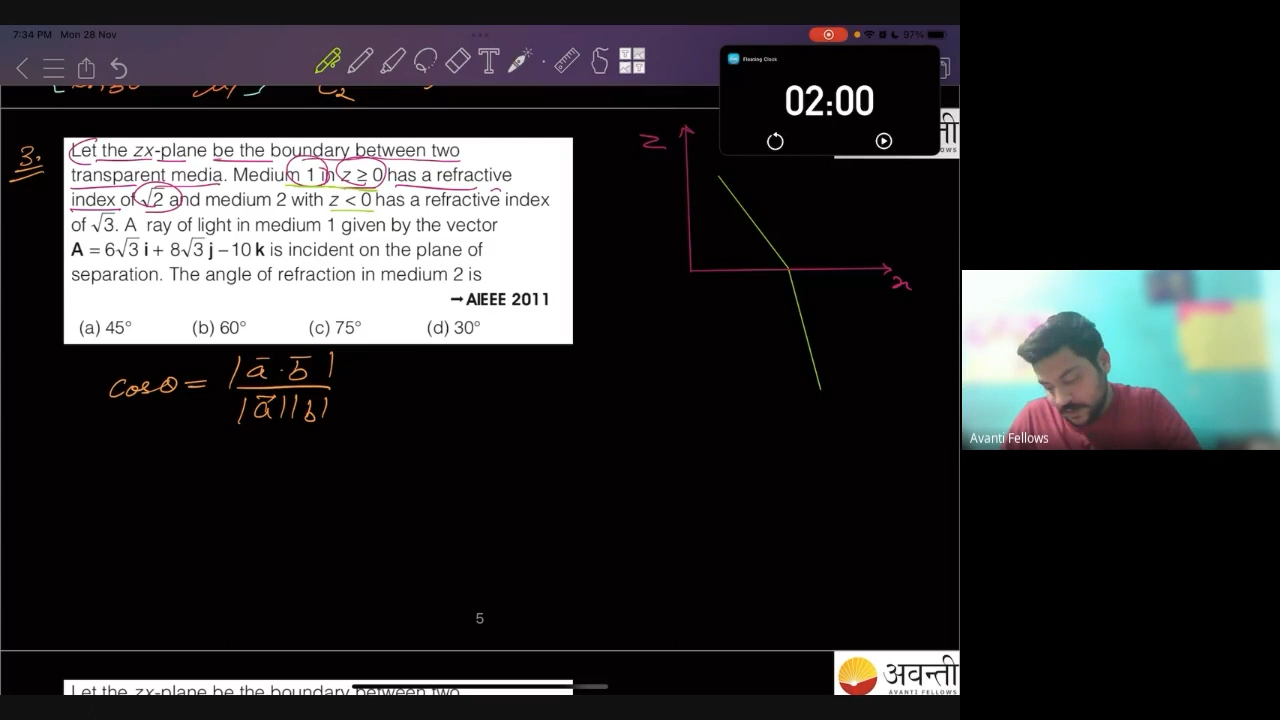 7:34 PM Mon 28 Nov
97%
Floating Clock
02:00
3.
Let the zx-plane be the boundary between two
transparent media. Medium 1 in z ≥ 0 has a refractive
index of √2 and medium 2 with z < 0 has a refractive index
of √3. A ray of light in medium 1 given by the vector
A = 6√3 i + 8√3 j − 10 k is incident on the plane of
separation. The angle of refraction in medium 2 is
→ AIEEE 2011
(a) 45° (b) 60° (c) 75° (d) 30°
cosθ = |a̅ · b̅| / |a̅||b|
z
x
Avanti Fellows
5
अवन्ती
AVANTI FELLOWS
Let the zx-plane be the boundary between two